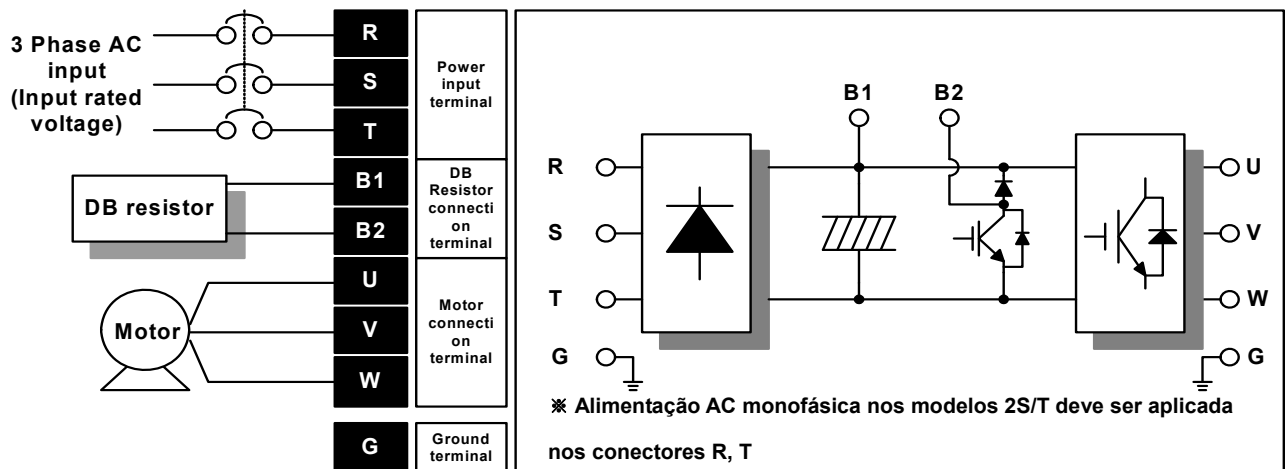 3 Phase AC
input
(Input rated
voltage)
R
S
T
Power
input
terminal
DB resistor
B1
B2
DB
Resistor
connecti
on
terminal
Motor
U
V
W
Motor
connecti
on
terminal
G
Ground
terminal
B1 B2
R
S
T
G
U
V
W
G
※ Alimentação AC monofásica nos modelos 2S/T deve ser aplicada
nos conectores R, T